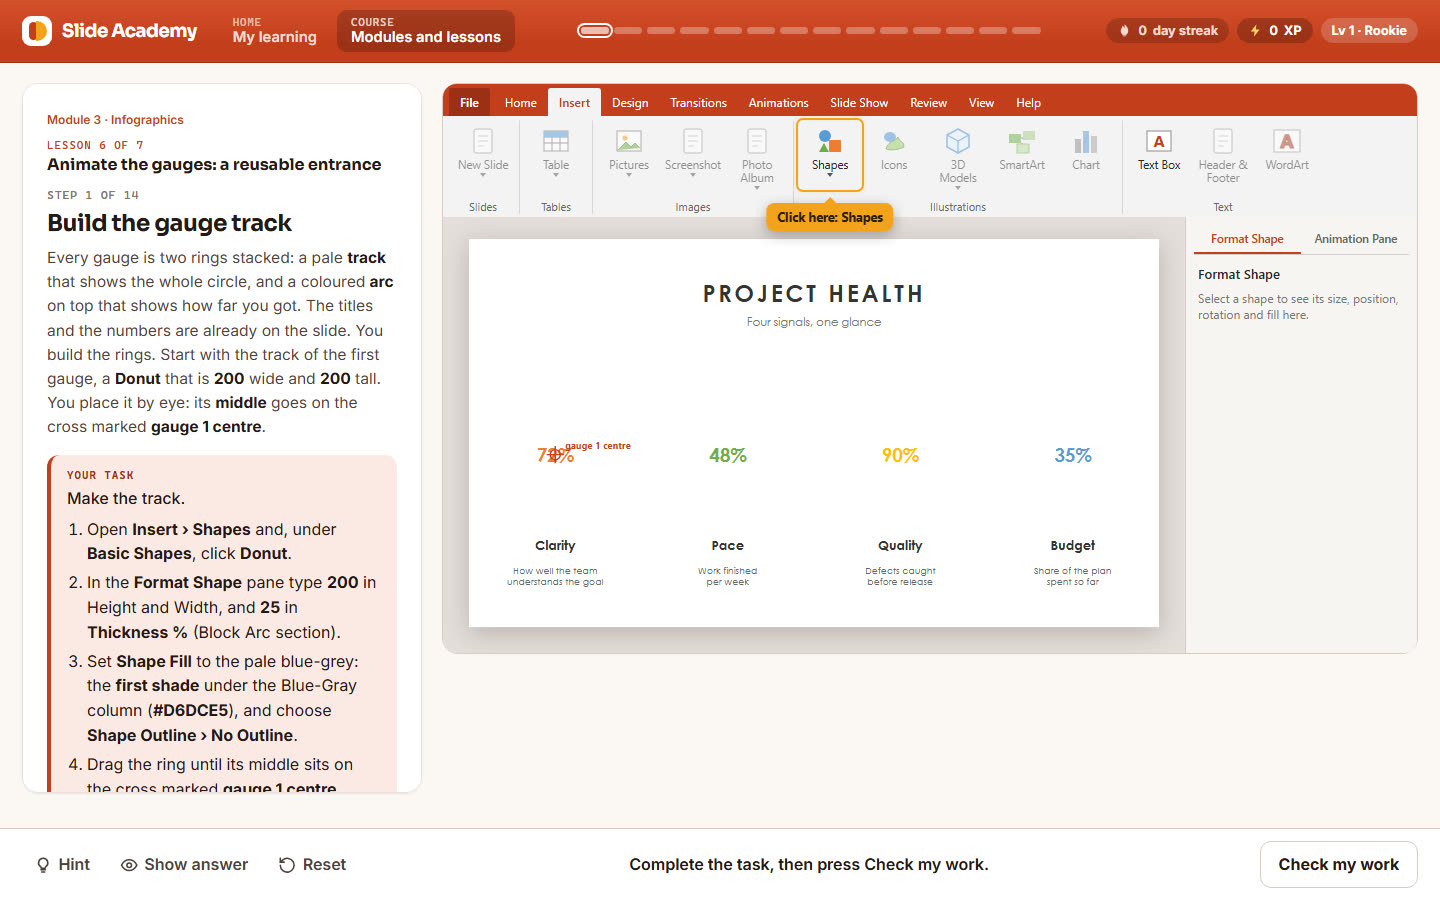 Slide Academy
HOME
My learning
COURSE
Modules and lessons
0 day streak
0 XP
Lv 1 · Rookie
Module 3 · Infographics
LESSON 6 OF 7
Animate the gauges: a reusable entrance
STEP 1 OF 14
Build the gauge track
Every gauge is two rings stacked: a pale track
that shows the whole circle, and a coloured arc
on top that shows how far you got. The titles
and the numbers are already on the slide. You
build the rings. Start with the track of the first
gauge, a Donut that is 200 wide and 200 tall.
You place it by eye: its middle goes on the
cross marked gauge 1 centre.
YOUR TASK
Make the track.
1. Open Insert › Shapes and, under
Basic Shapes, click Donut.
2. In the Format Shape pane type 200 in
Height and Width, and 25 in
Thickness % (Block Arc section).
3. Set Shape Fill to the pale blue-grey:
the first shade under the Blue-Gray
column (#D6DCE5), and choose
Shape Outline › No Outline.
4. Drag the ring until its middle sits on
the cross marked gauge 1 centre
File
Home
Insert
Design
Transitions
Animations
Slide Show
Review
View
Help
New Slide
Table
Pictures
Screenshot
Photo
Album
Shapes
Icons
3D
Models
SmartArt
Chart
Text Box
Header &
Footer
WordArt
Slides
Tables
Images
Illustrations
Text
Click here: Shapes
PROJECT HEALTH
Four signals, one glance
gauge 1 centre
48%
90%
35%
Clarity
Pace
Quality
Budget
How well the team
understands the goal
Work finished
per week
Defects caught
before release
Share of the plan
spent so far
Format Shape
Animation Pane
Format Shape
Select a shape to see its size, position,
rotation and fill here.
Hint
Show answer
Reset
Complete the task, then press Check my work.
Check my work